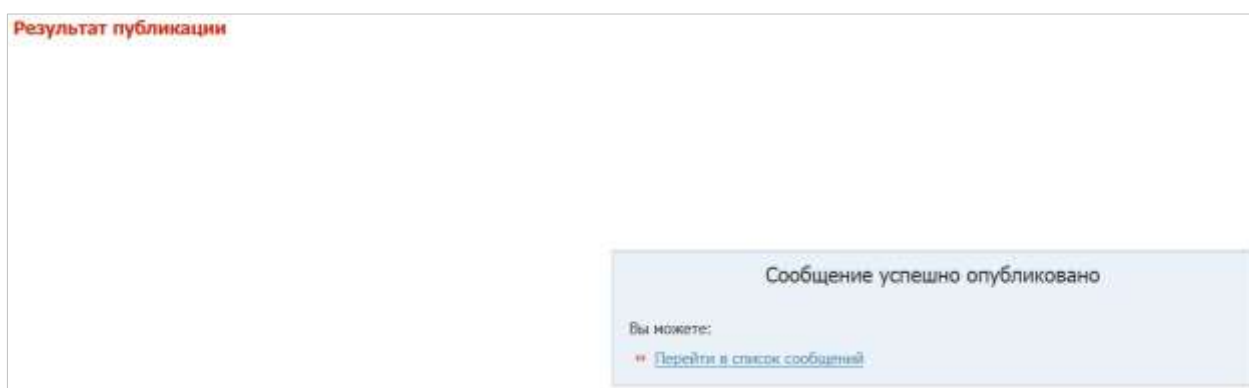 Результат публикации
Сообщение успешно опубликовано
Вы можете:
Перейти в список сообщений